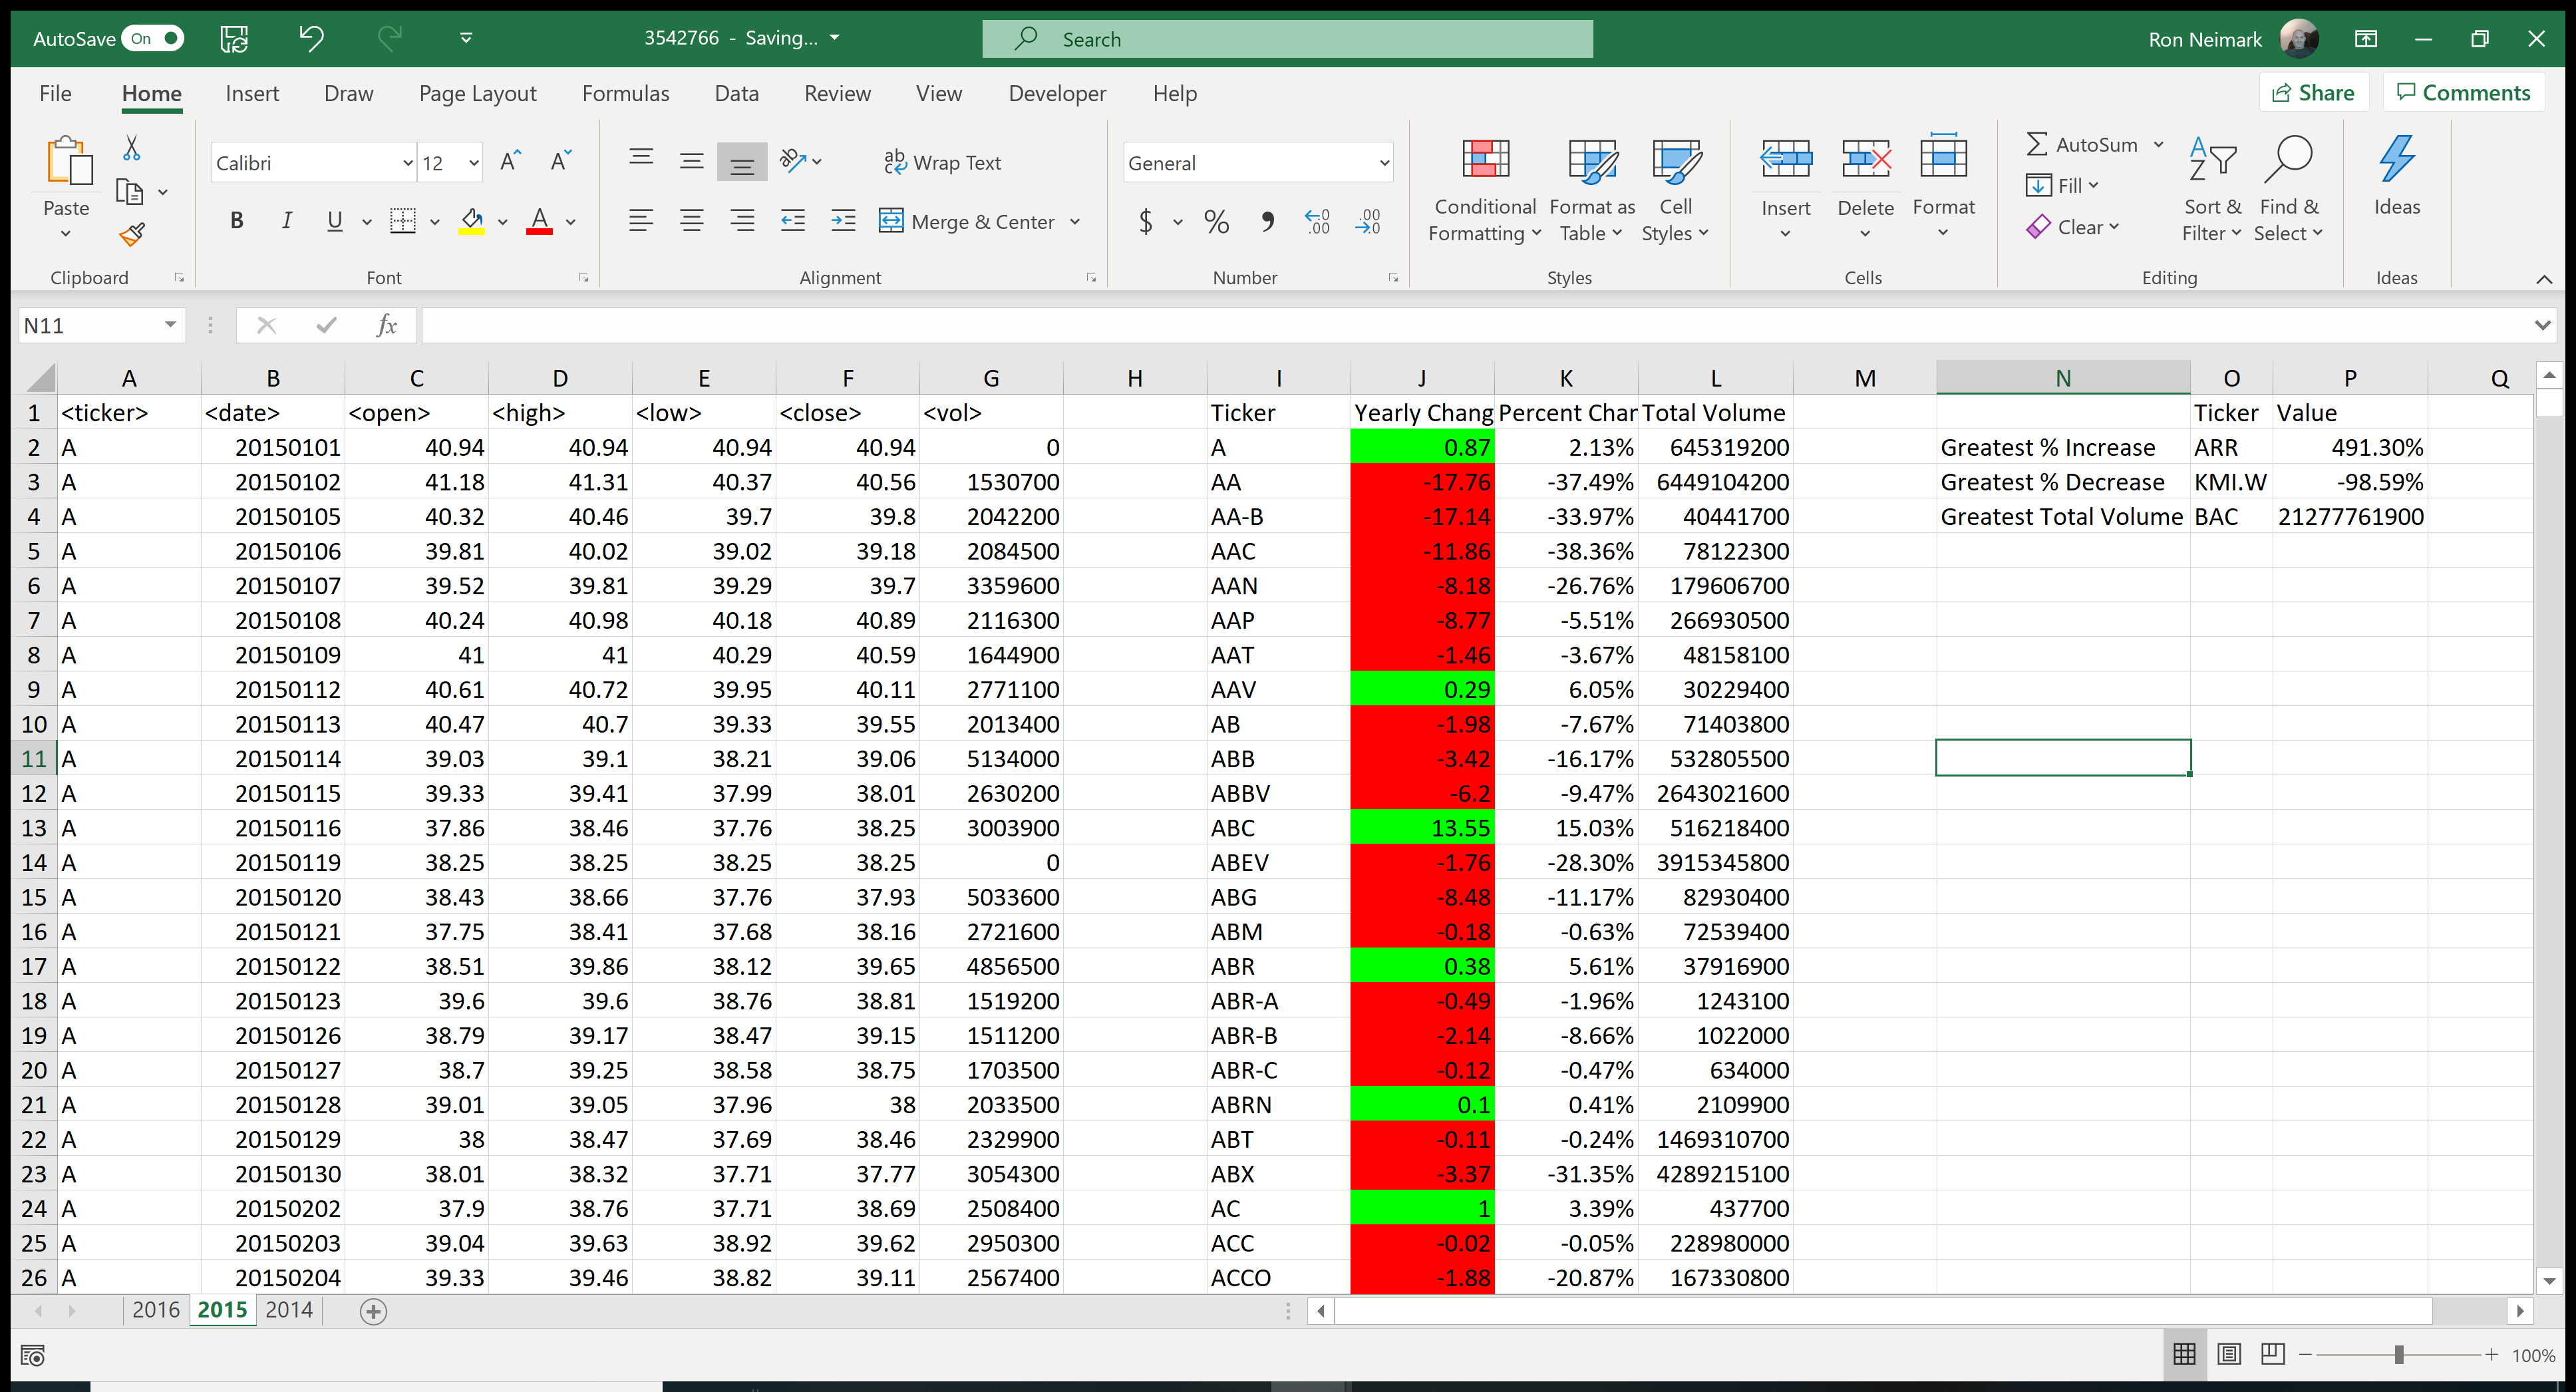 AutoSave On 3542766 - Saving... Search Ron Neimark
File Home Insert Draw Page Layout Formulas Data Review View Developer Help Share Comments
Calibri 12 Wrap Text General AutoSum
Paste B I U Merge & Center $ % Conditional Formatting Format as Table Cell Styles Insert Delete Format Fill Clear Sort & Filter Find & Select Ideas
Clipboard Font Alignment Number Styles Cells Editing Ideas
N11 fx
A B C D E F G H I J K L M N O P Q
1 <ticker> <date> <open> <high> <low> <close> <vol> Ticker Yearly Chang Percent Char Total Volume Ticker Value
2 A 20150101 40.94 40.94 40.94 40.94 0 A 0.87 2.13% 645319200 Greatest % Increase ARR 491.30%
3 A 20150102 41.18 41.31 40.37 40.56 1530700 AA -17.76 -37.49% 6449104200 Greatest % Decrease KMI.W -98.59%
4 A 20150105 40.32 40.46 39.7 39.8 2042200 AA-B -17.14 -33.97% 40441700 Greatest Total Volume BAC 21277761900
5 A 20150106 39.81 40.02 39.02 39.18 2084500 AAC -11.86 -38.36% 78122300
6 A 20150107 39.52 39.81 39.29 39.7 3359600 AAN -8.18 -26.76% 179606700
7 A 20150108 40.24 40.98 40.18 40.89 2116300 AAP -8.77 -5.51% 266930500
8 A 20150109 41 41 40.29 40.59 1644900 AAT -1.46 -3.67% 48158100
9 A 20150112 40.61 40.72 39.95 40.11 2771100 AAV 0.29 6.05% 30229400
10 A 20150113 40.47 40.7 39.33 39.55 2013400 AB -1.98 -7.67% 71403800
11 A 20150114 39.03 39.1 38.21 39.06 5134000 ABB -3.42 -16.17% 532805500
12 A 20150115 39.33 39.41 37.99 38.01 2630200 ABBV -6.2 -9.47% 2643021600
13 A 20150116 37.86 38.46 37.76 38.25 3003900 ABC 13.55 15.03% 516218400
14 A 20150119 38.25 38.25 38.25 38.25 0 ABEV -1.76 -28.30% 3915345800
15 A 20150120 38.43 38.66 37.76 37.93 5033600 ABG -8.48 -11.17% 82930400
16 A 20150121 37.75 38.41 37.68 38.16 2721600 ABM -0.18 -0.63% 72539400
17 A 20150122 38.51 39.86 38.12 39.65 4856500 ABR 0.38 5.61% 37916900
18 A 20150123 39.6 39.6 38.76 38.81 1519200 ABR-A -0.49 -1.96% 1243100
19 A 20150126 38.79 39.17 38.47 39.15 1511200 ABR-B -2.14 -8.66% 1022000
20 A 20150127 38.7 39.25 38.58 38.75 1703500 ABR-C -0.12 -0.47% 634000
21 A 20150128 39.01 39.05 37.96 38 2033500 ABRN 0.1 0.41% 2109900
22 A 20150129 38 38.47 37.69 38.46 2329900 ABT -0.11 -0.24% 1469310700
23 A 20150130 38.01 38.32 37.71 37.77 3054300 ABX -3.37 -31.35% 4289215100
24 A 20150202 37.9 38.76 37.71 38.69 2508400 AC 1 3.39% 437700
25 A 20150203 39.04 39.63 38.92 39.62 2950300 ACC -0.02 -0.05% 228980000
26 A 20150204 39.33 39.46 38.82 39.11 2567400 ACCO -1.88 -20.87% 167330800
2016 2015 2014
100%